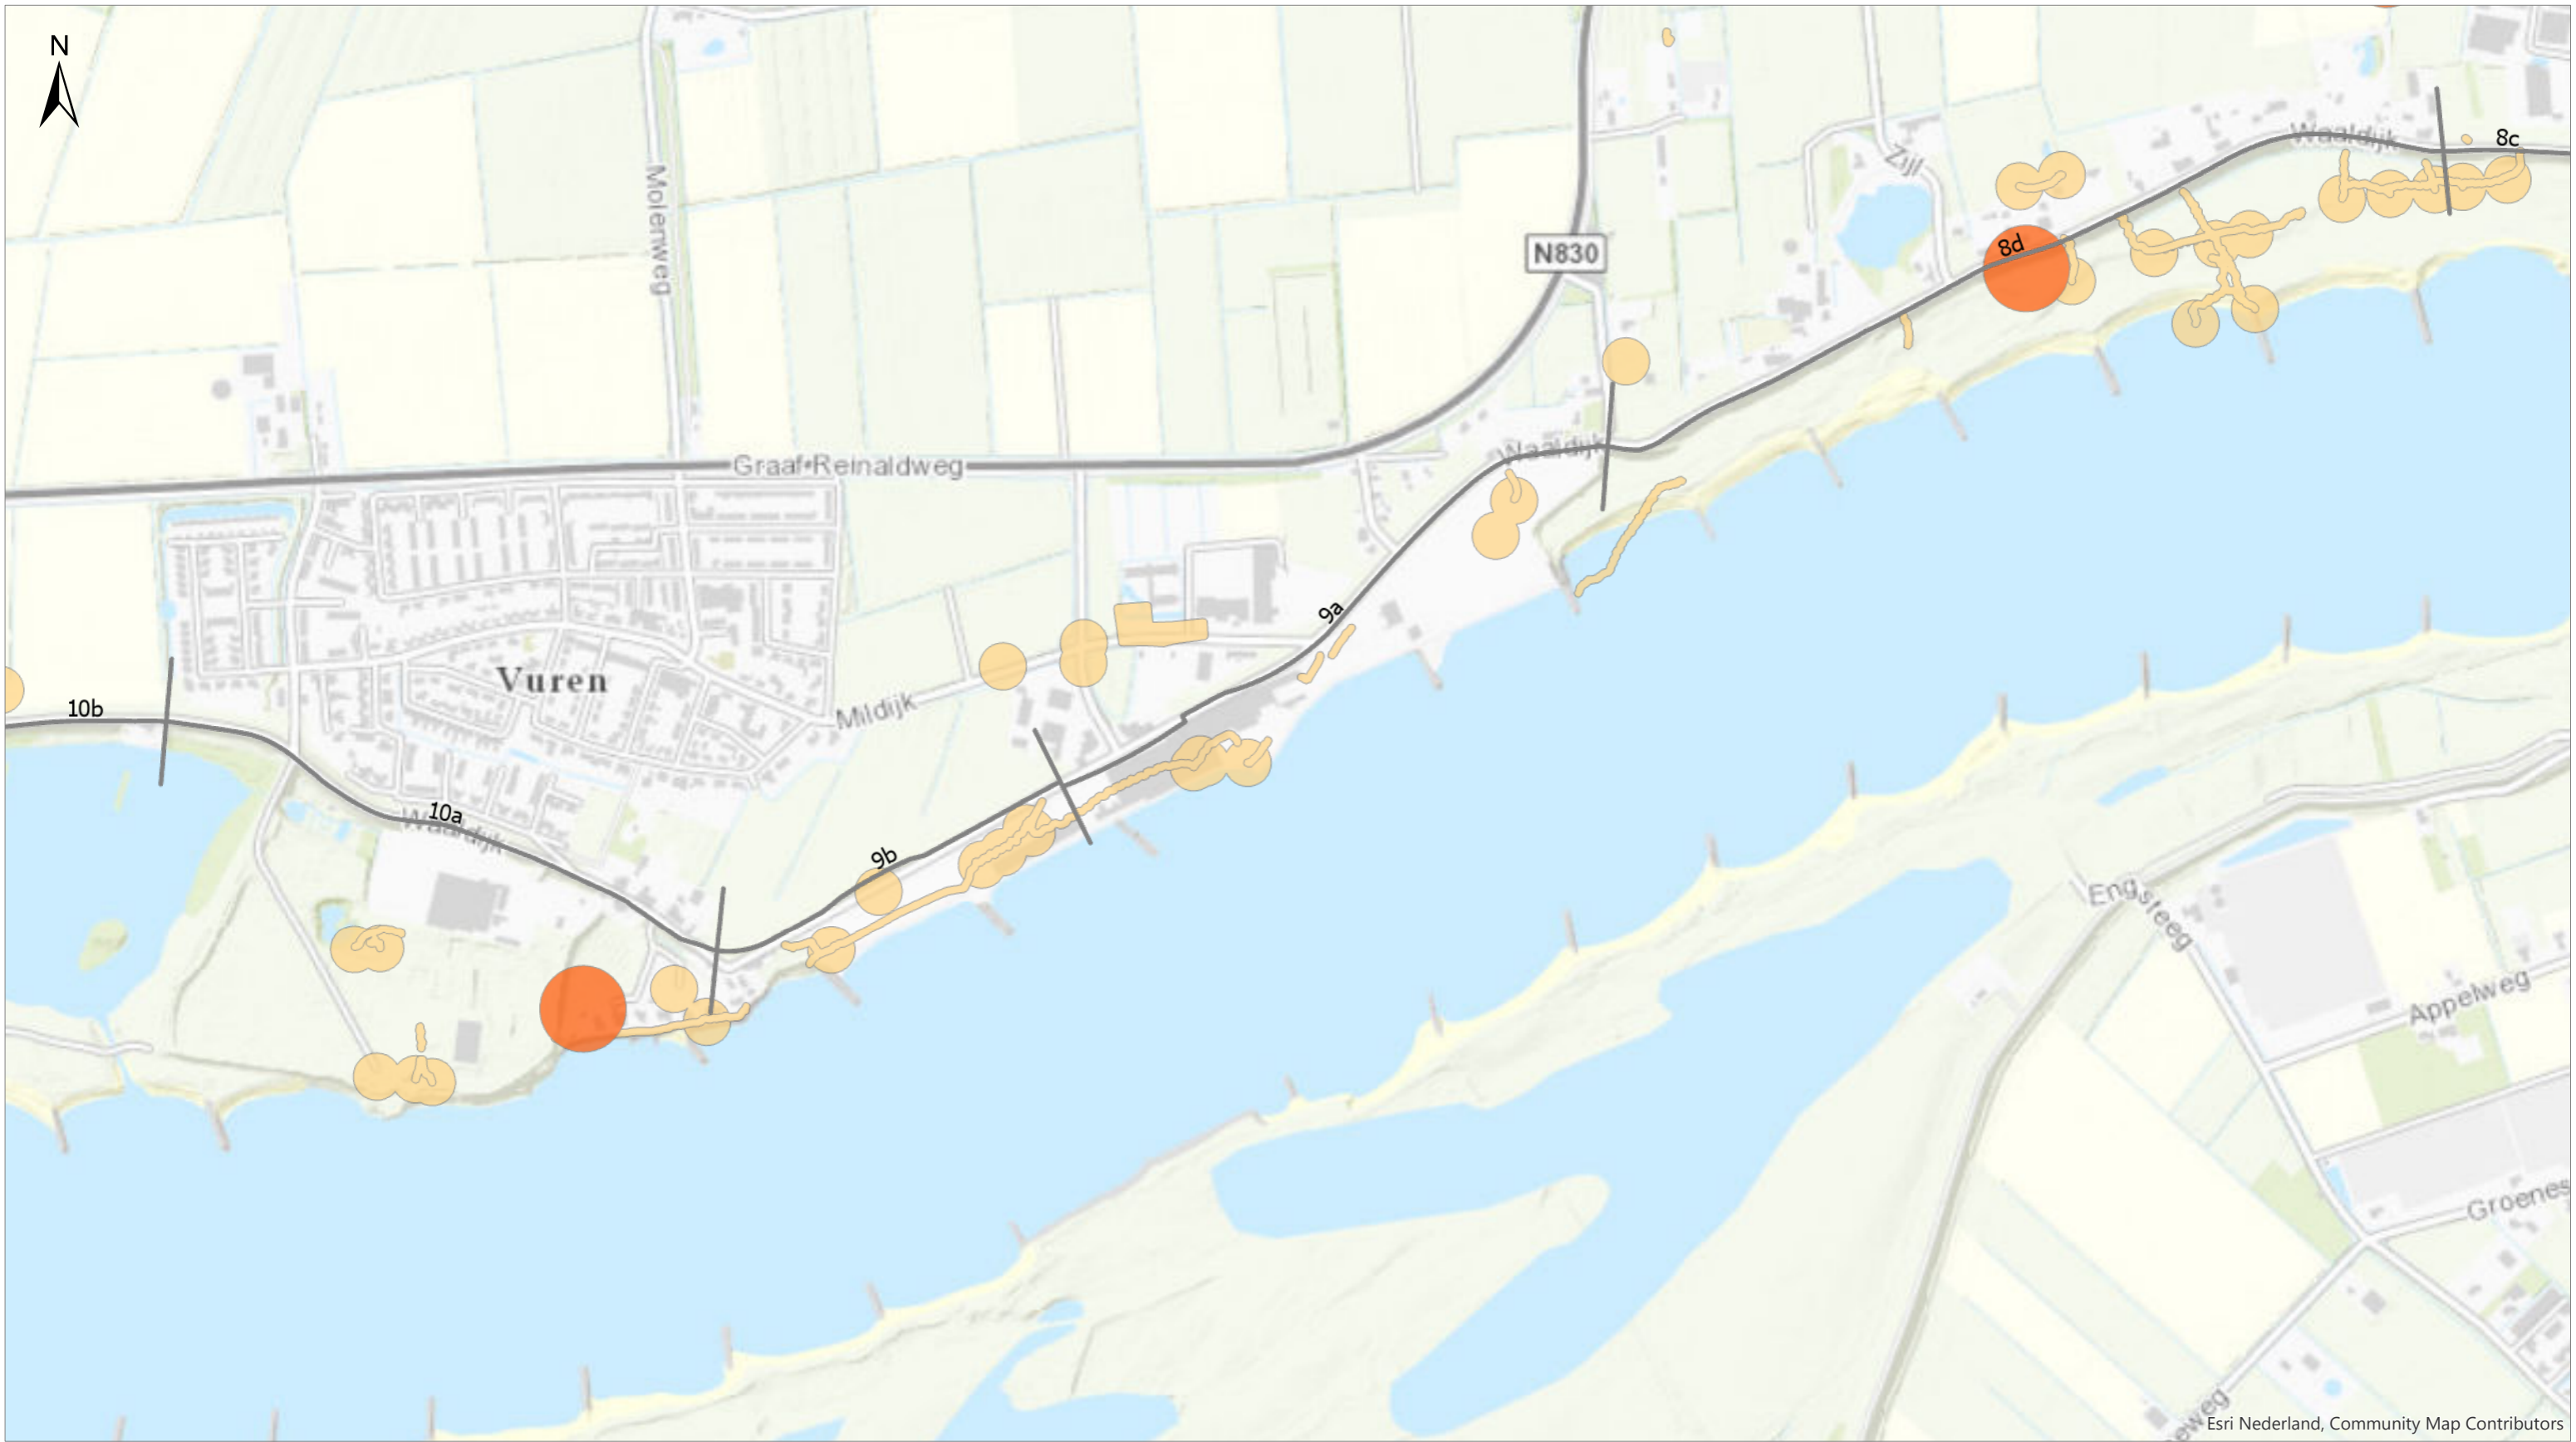 N
Molenweg
Zijl
Waaldijk
8c
N830
8d
Waaldijk
Graaf-Reinaldweg
9a
Vuren
Mildijk
10b
10a
Waaldijk
9b
Engsteeg
Appelweg
Groenes
eweg
Esri Nederland, Community Map Contributors